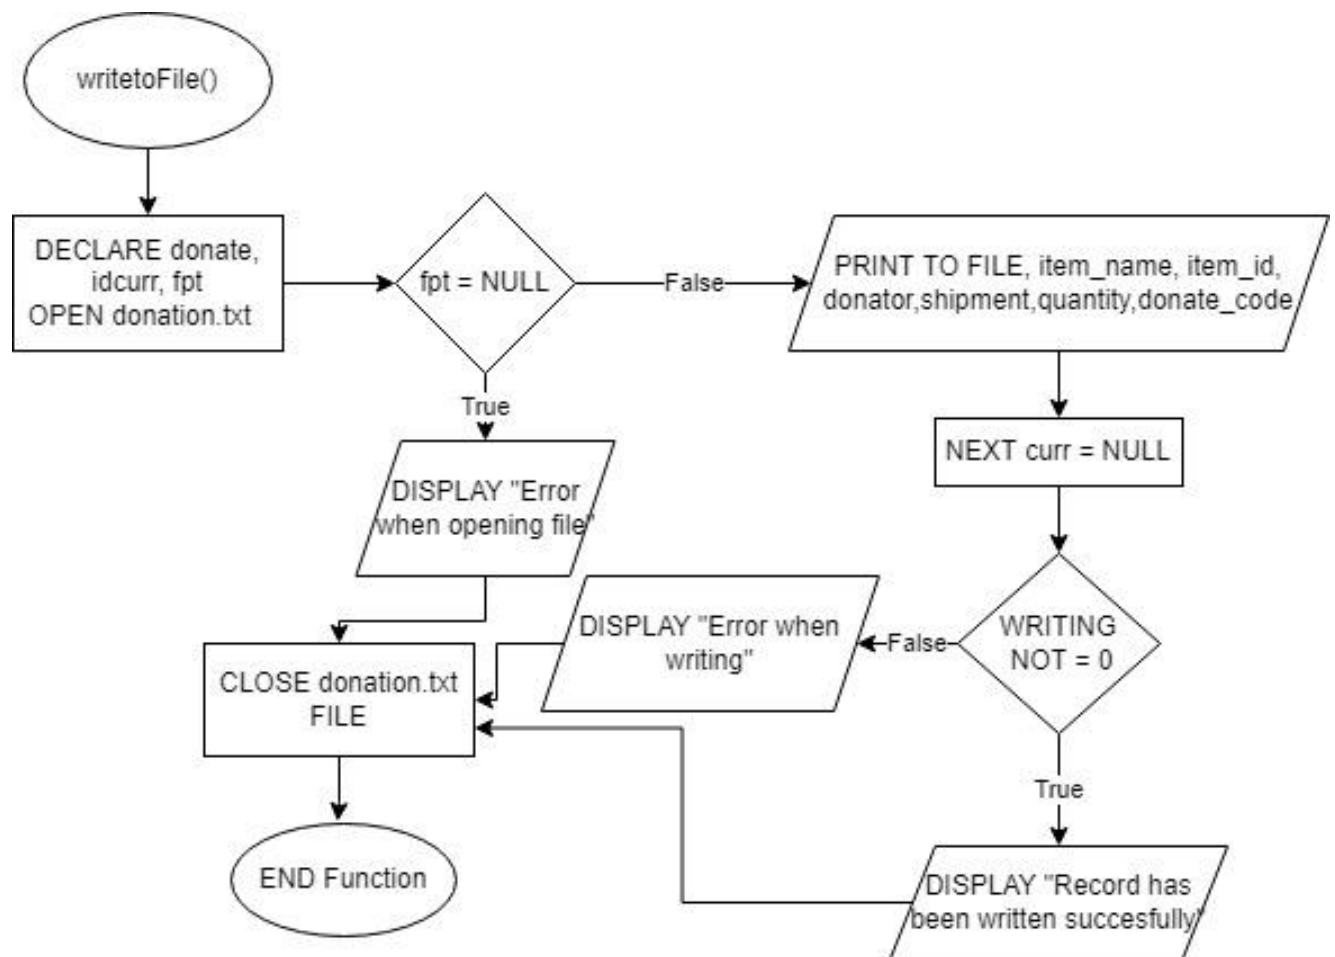 writetoFile()
DECLARE donate,
idcurr, fpt
OPEN donation.txt
fpt = NULL
False
PRINT TO FILE, item_name, item_id,
donator,shipment,quantity,donate_code
True
NEXT curr = NULL
DISPLAY "Error
when opening file"
WRITING
NOT = 0
False
DISPLAY "Error when
writing"
CLOSE donation.txt
FILE
True
END Function
DISPLAY "Record has
been written succesfully"